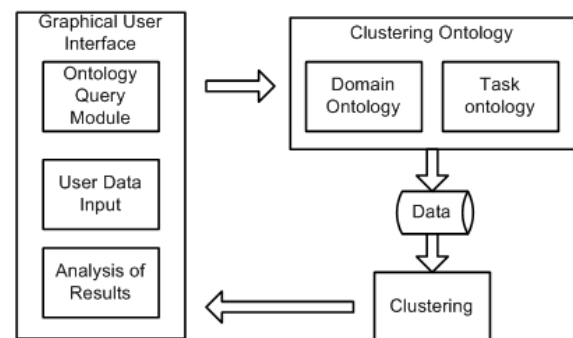 Graphical User
Interface
Ontology
Query
Module
User Data
Input
Analysis of
Results
Clustering Ontology
Domain
Ontology
Task
ontology
Data
Clustering